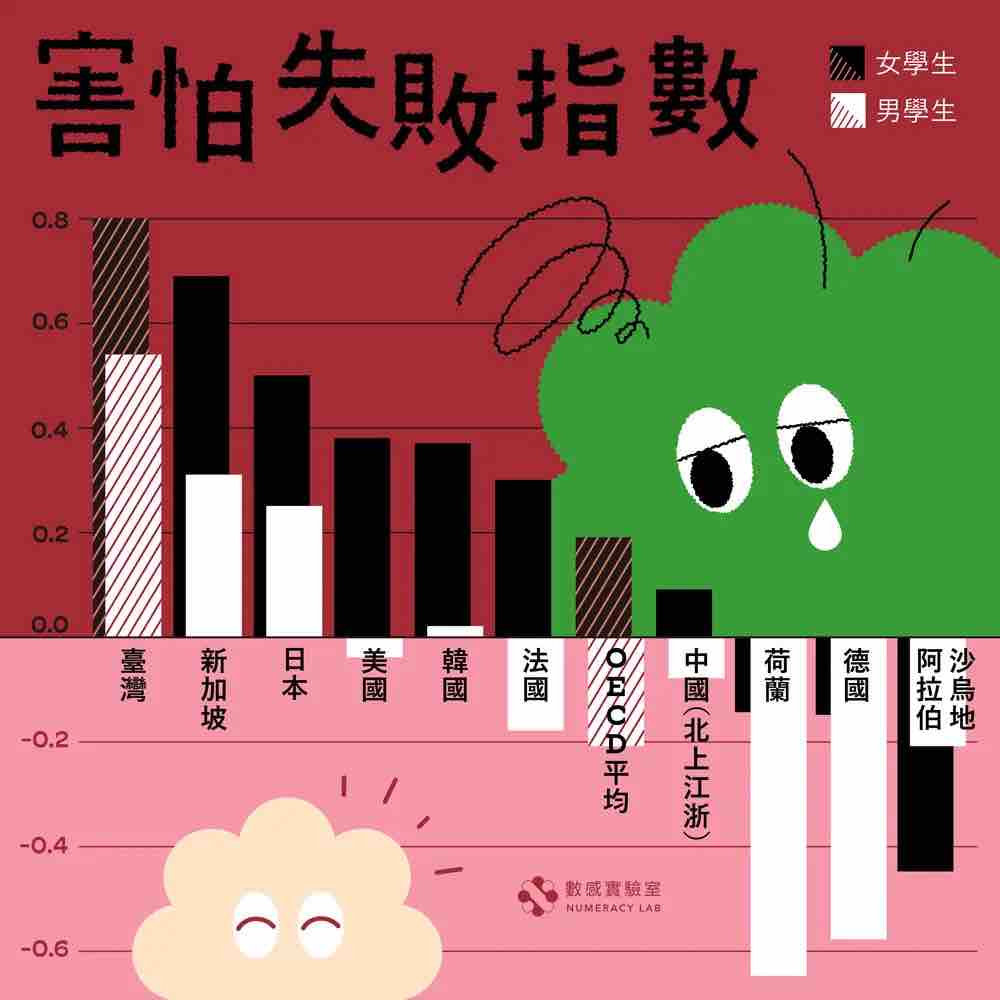 害怕失敗指數
女學生
男學生
0.8
0.6
0.4
0.2
0.0
臺灣
新加坡
日本
美國
韓國
法國
OECD平均
中國(北上江浙)
荷蘭
德國
沙烏地
阿拉伯
-0.2
-0.4
-0.6
數感實驗室
NUMERACY LAB